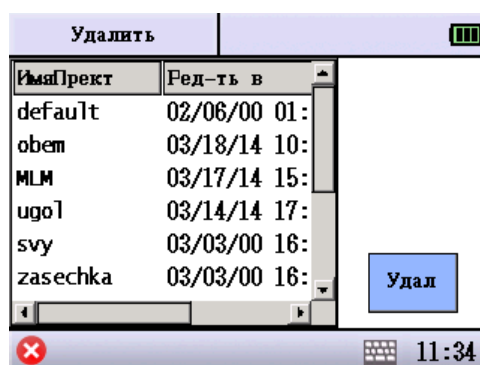 Удалить
ИмяПрект Ред-ть в
default 02/06/00 01:
obem 03/18/14 10:
MLM 03/17/14 15:
ugol 03/14/14 17:
svy 03/03/00 16:
zasechka 03/03/00 16:
Удал
11:34